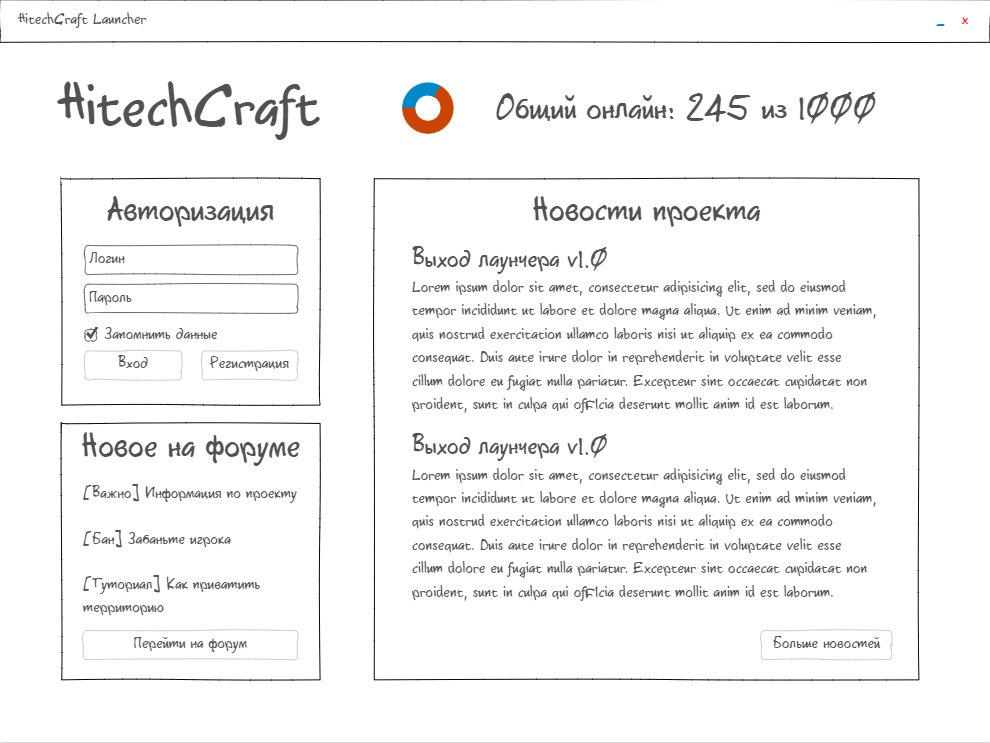 HitechCraft Launcher
_ x
HitechCraft
Общий онлайн: 245 из 1000
Авторизация
Логин
Пароль
Запомнить данные
Вход
Регистрация
Новое на форуме
[Важно] Информация по проекту
[Бан] Забаньте игрока
[Туториал] Как приватить
территорию
Перейти на форум
Новости проекта
Выход лаунчера v1.0
Lorem ipsum dolor sit amet, consectetur adipisicing elit, sed do eiusmod
tempor incididunt ut labore et dolore magna aliqua. Ut enim ad minim veniam,
quis nostrud exercitation ullamco laboris nisi ut aliquip ex ea commodo
consequat. Duis aute irure dolor in reprehenderit in voluptate velit esse
cillum dolore eu fugiat nulla pariatur. Excepteur sint occaecat cupidatat non
proident, sunt in culpa qui officia deserunt mollit anim id est laborum.
Выход лаунчера v1.0
Lorem ipsum dolor sit amet, consectetur adipisicing elit, sed do eiusmod
tempor incididunt ut labore et dolore magna aliqua. Ut enim ad minim veniam,
quis nostrud exercitation ullamco laboris nisi ut aliquip ex ea commodo
consequat. Duis aute irure dolor in reprehenderit in voluptate velit esse
cillum dolore eu fugiat nulla pariatur. Excepteur sint occaecat cupidatat non
proident, sunt in culpa qui officia deserunt mollit anim id est laborum.
Больше новостей